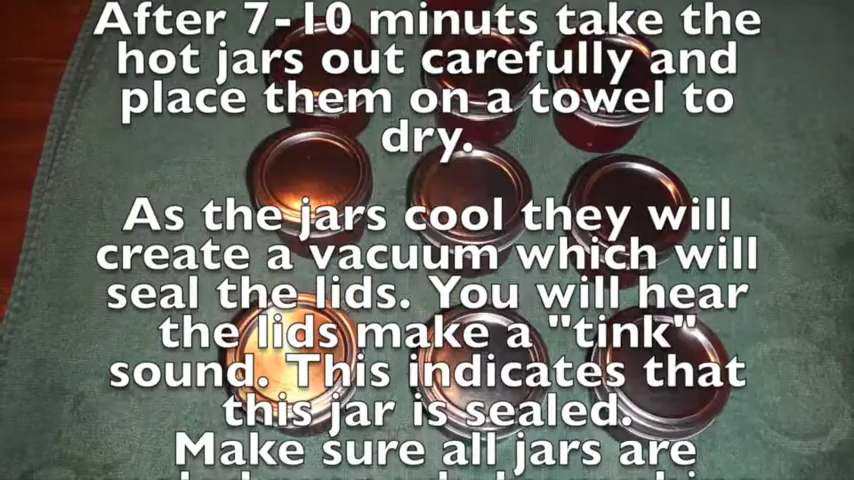 After 7-10 minuts take the
hot jars out carefully and
place them on a towel to
dry.
As the jars cool they will
create a vacuum which will
seal the lids. You will hear
the lids make a "tink"
sound. This indicates that
this jar is sealed.
Make sure all jars are